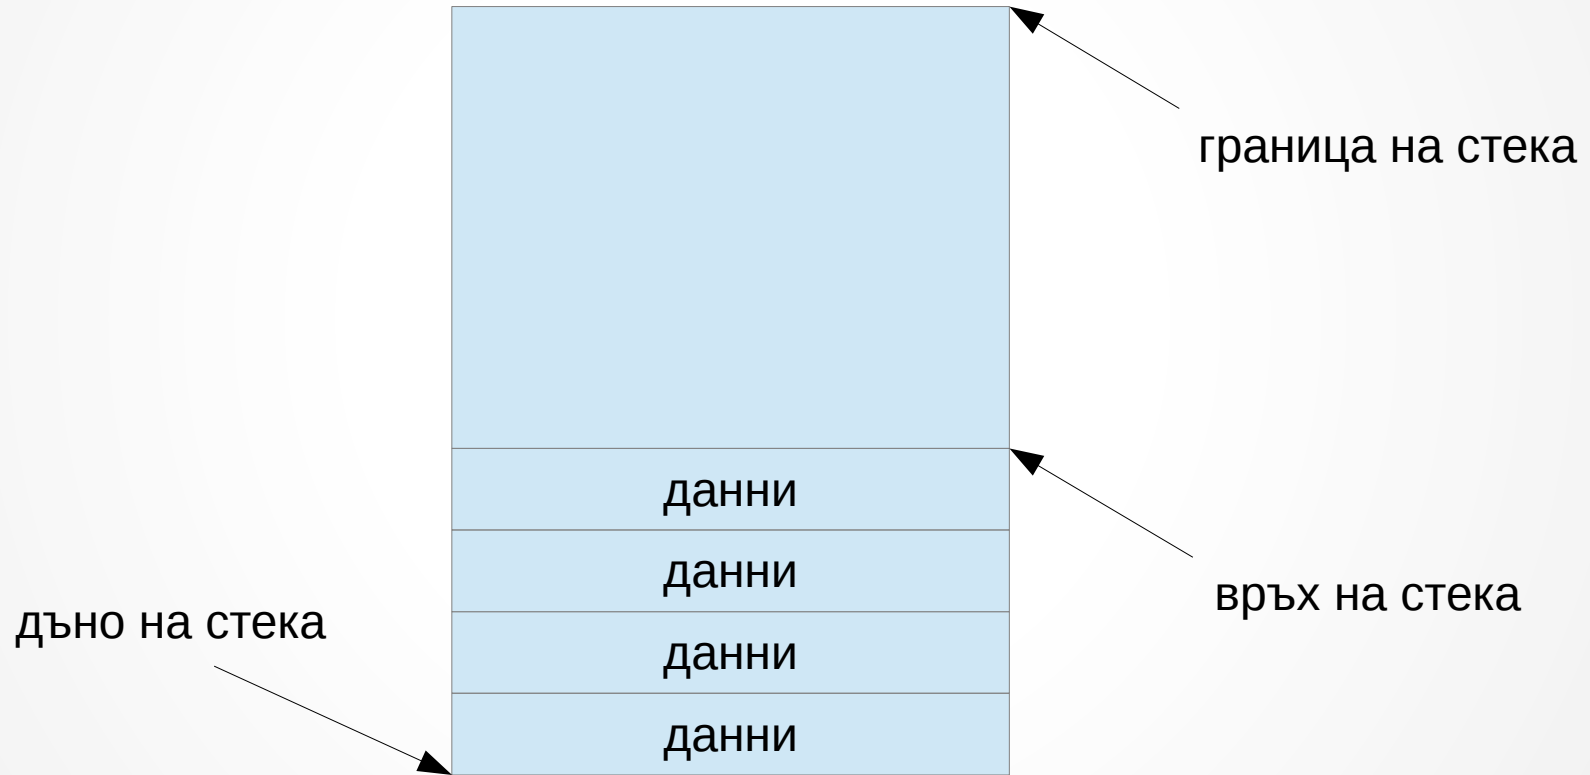 граница на стека
данни
данни
връх на стека
дъно на стека
данни
данни